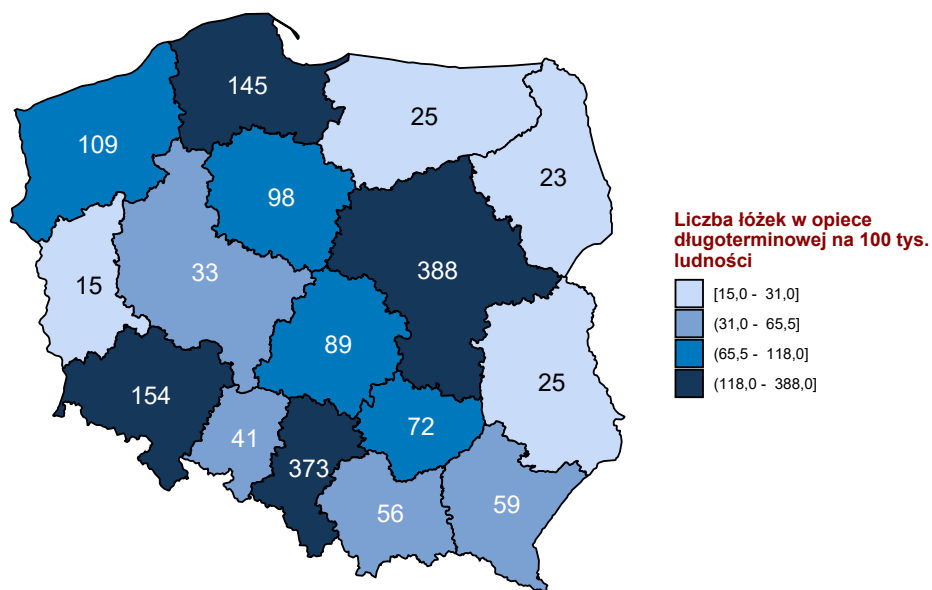 145
25
109
23
98
388
33
15
89
25
154
72
41
373
59
56
Liczba łóżek w opiece
długoterminowej na 100 tys.
ludności
[15,0 - 31,0]
(31,0 - 65,5]
(65,5 - 118,0]
(118,0 - 388,0]